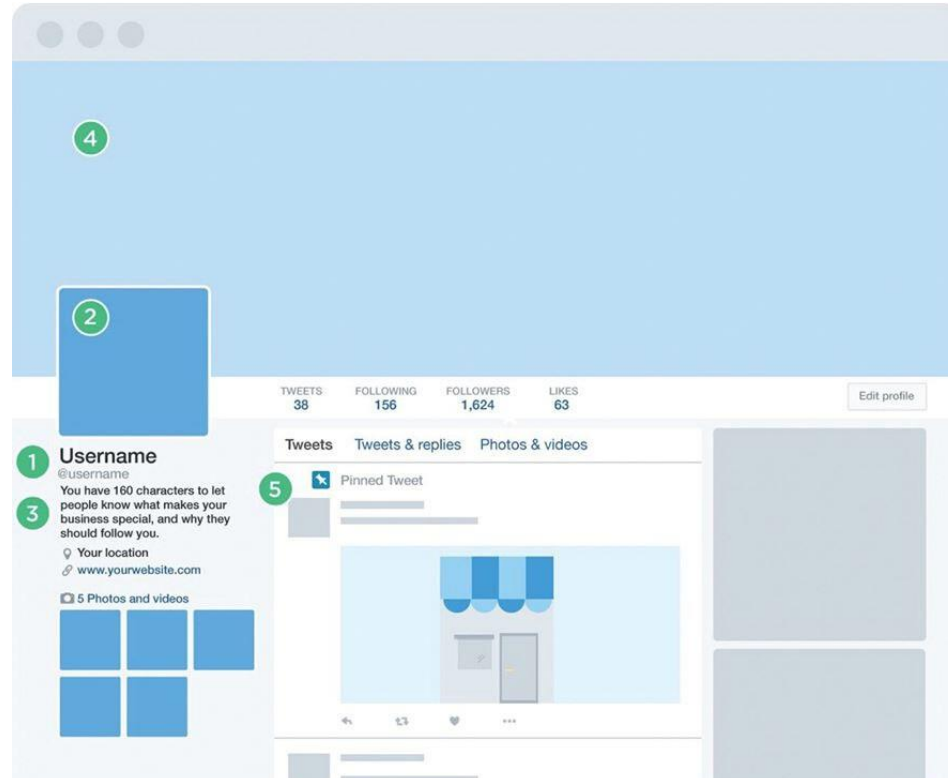 4
2
TWEETS FOLLOWING FOLLOWERS LIKES
38 156 1,624 63
Edit profile
1
Username
@username
3
You have 160 characters to let
people know what makes your
business special, and why they
should follow you.
Your location
www.yourwebsite.com
5 Photos and videos
Tweets Tweets & replies Photos & videos
5
Pinned Tweet